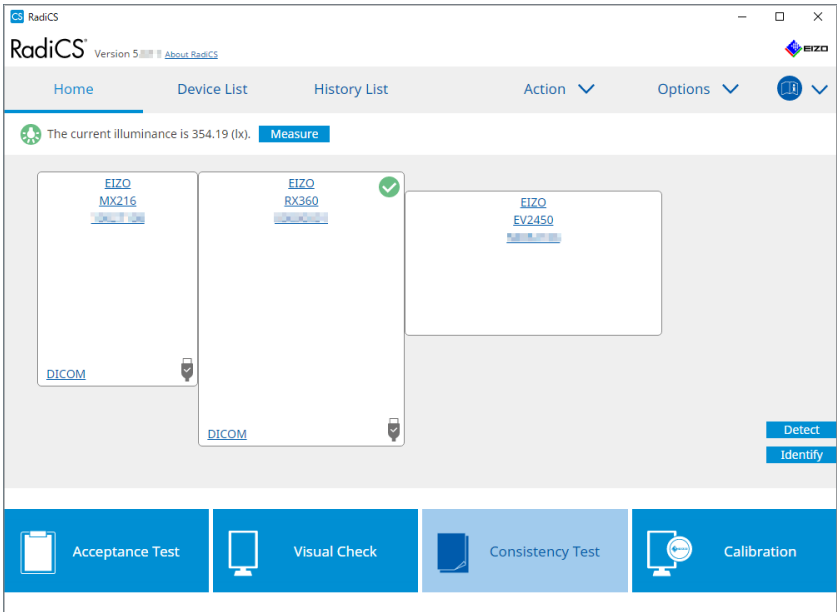 CS RadiCS
RadiCS® Version 5. About RadiCS
EIZO
Home Device List History List Action Options
The current illuminance is 354.19 (lx). Measure
EIZO
MX216
DICOM
EIZO
RX360
DICOM
EIZO
EV2450
Detect
Identify
Acceptance Test Visual Check Consistency Test Calibration